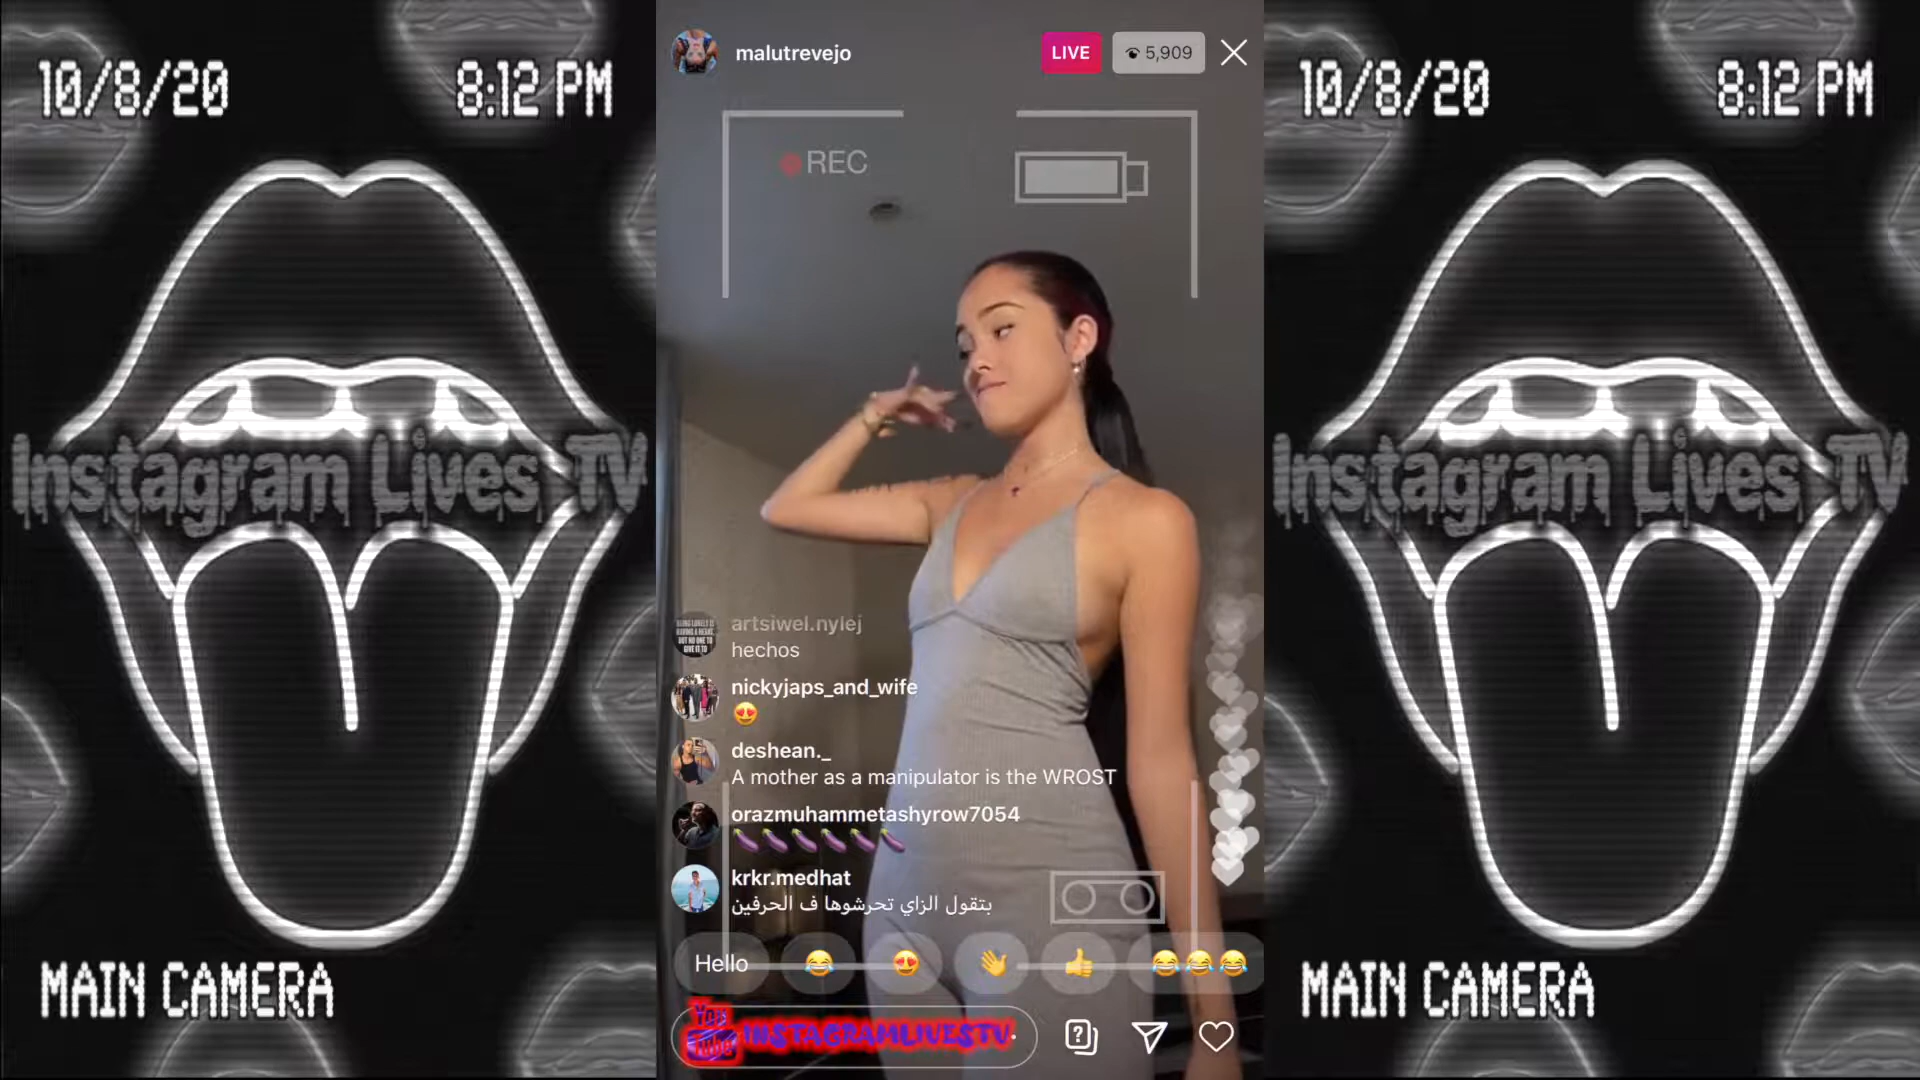 10/8/20 8:12 PM
Instagram Lives TV
MAIN CAMERA
malutrevejo
LIVE 5,909
REC
artsiwel.nylej
hechos
nickyjaps_and_wife
😍
deshean._
A mother as a manipulator is the WROST
orazmuhammetashyrow7054
🍆🍆🍆🍆🍆🍆
krkr.medhat
بتقول الزاي تحرشوها ف الحرفين
Hello 😂 😍 👋 👍 😂😂😂
You Tube INSTAGRAMLIVESTV
10/8/20 8:12 PM
Instagram Lives TV
MAIN CAMERA